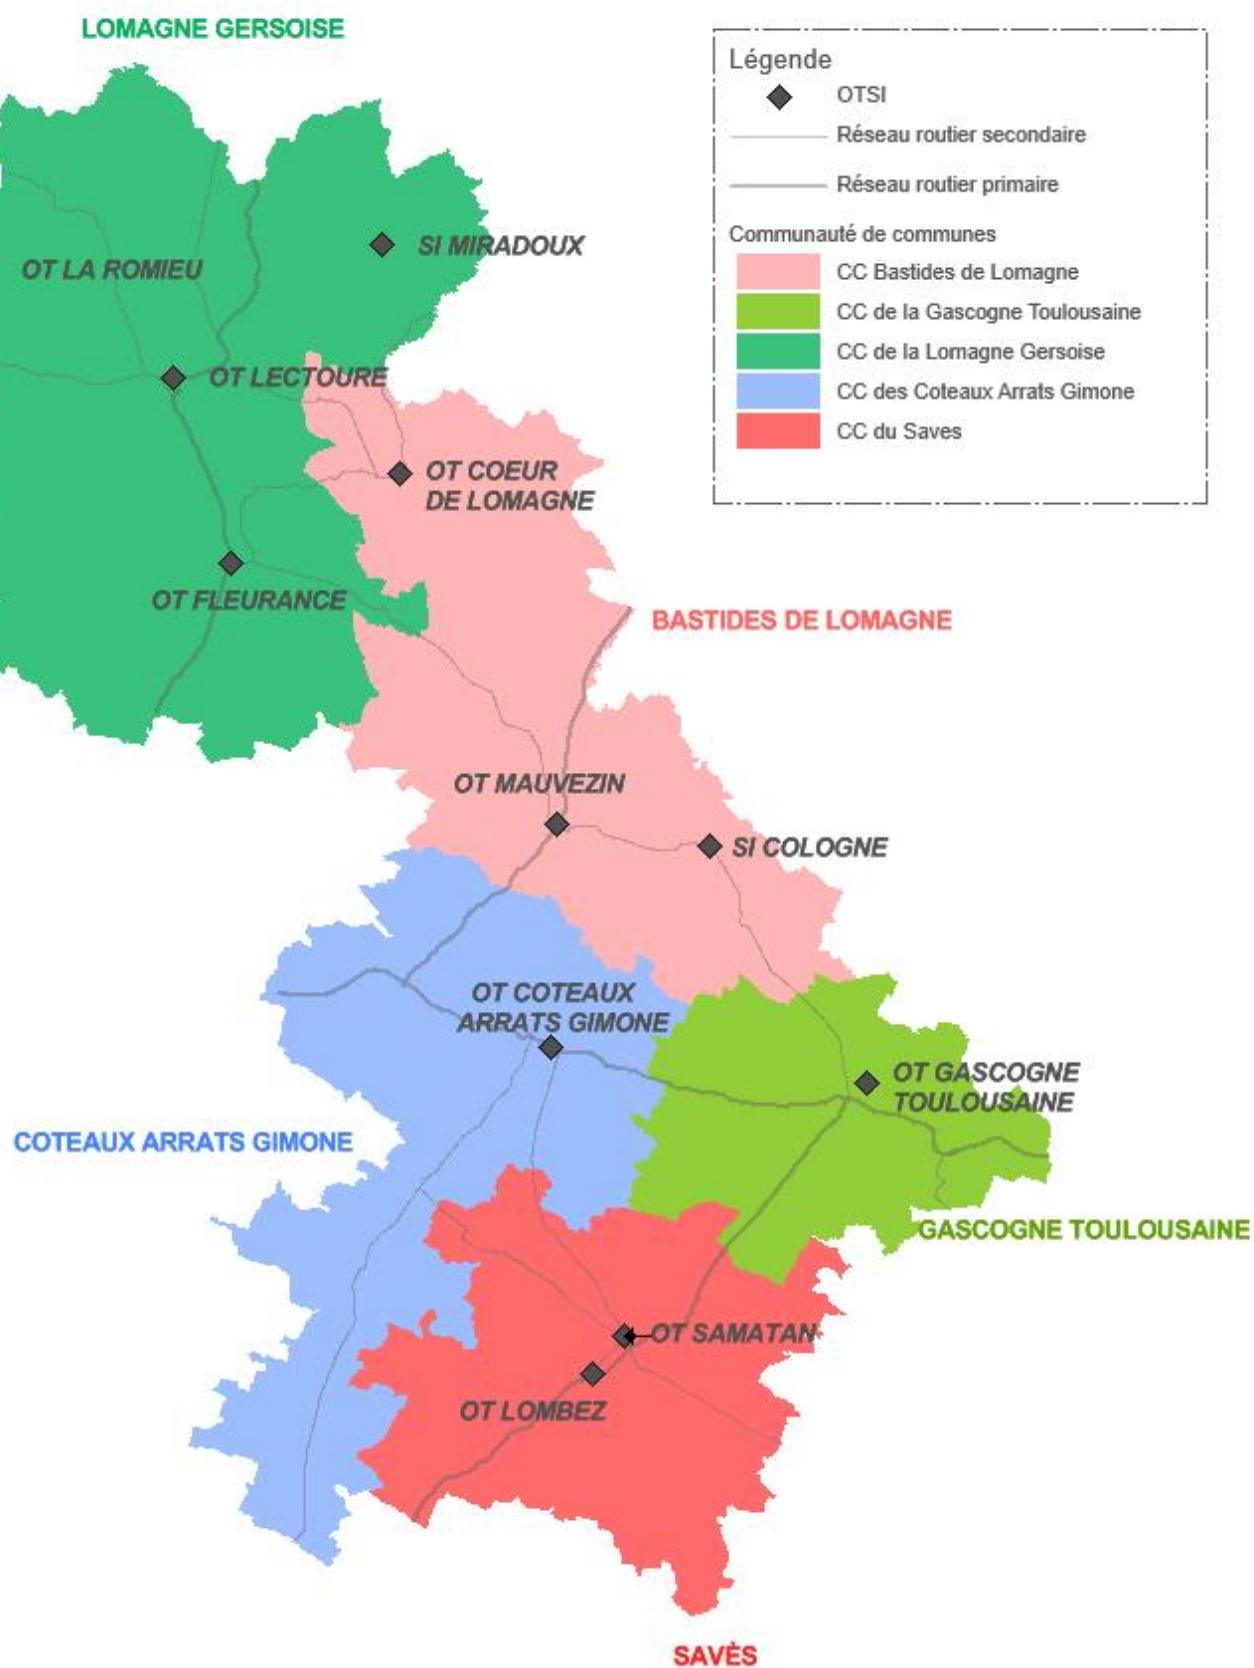 LOMAGNE GERSOISE
Légende
OTSI
Réseau routier secondaire
Réseau routier primaire
Communauté de communes
CC Bastides de Lomagne
CC de la Gascogne Toulousaine
CC de la Lomagne Gersoise
CC des Coteaux Arrats Gimone
CC du Saves
SI MIRADOUX
OT LA ROMIEU
OT LECTOURE
OT COEUR
DE LOMAGNE
OT FLEURANCE
BASTIDES DE LOMAGNE
OT MAUVEZIN
SI COLOGNE
OT COTEAUX
ARRATS GIMONE
OT GASCOGNE
TOULOUSAINE
COTEAUX ARRATS GIMONE
GASCOGNE TOULOUSAINE
OT SAMATAN
OT LOMBEZ
SAVÈS